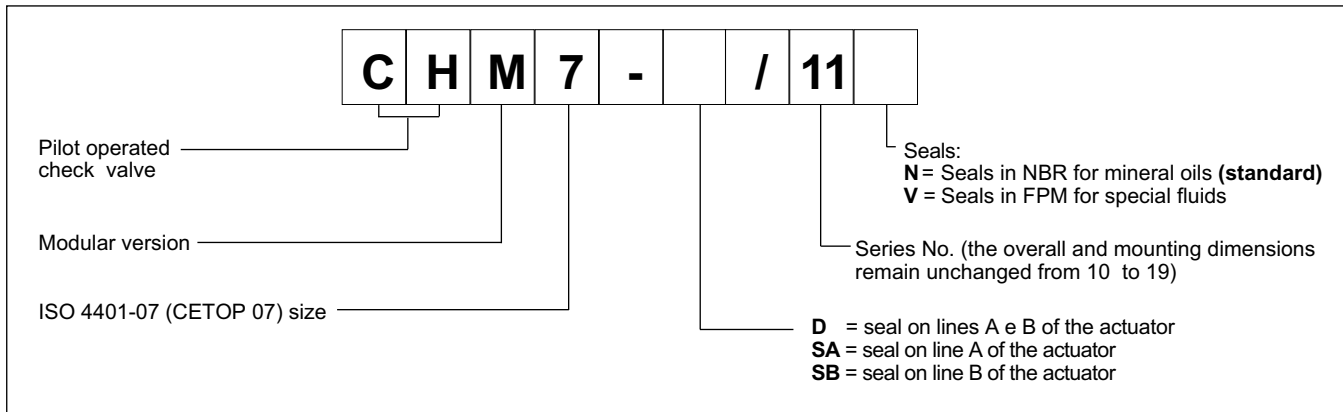 C H M 7 - / 11
Pilot operated
check valve
Modular version
ISO 4401-07 (CETOP 07) size
Seals:
N = Seals in NBR for mineral oils (standard)
V = Seals in FPM for special fluids
Series No. (the overall and mounting dimensions
remain unchanged from 10 to 19)
D = seal on lines A e B of the actuator
SA = seal on line A of the actuator
SB = seal on line B of the actuator